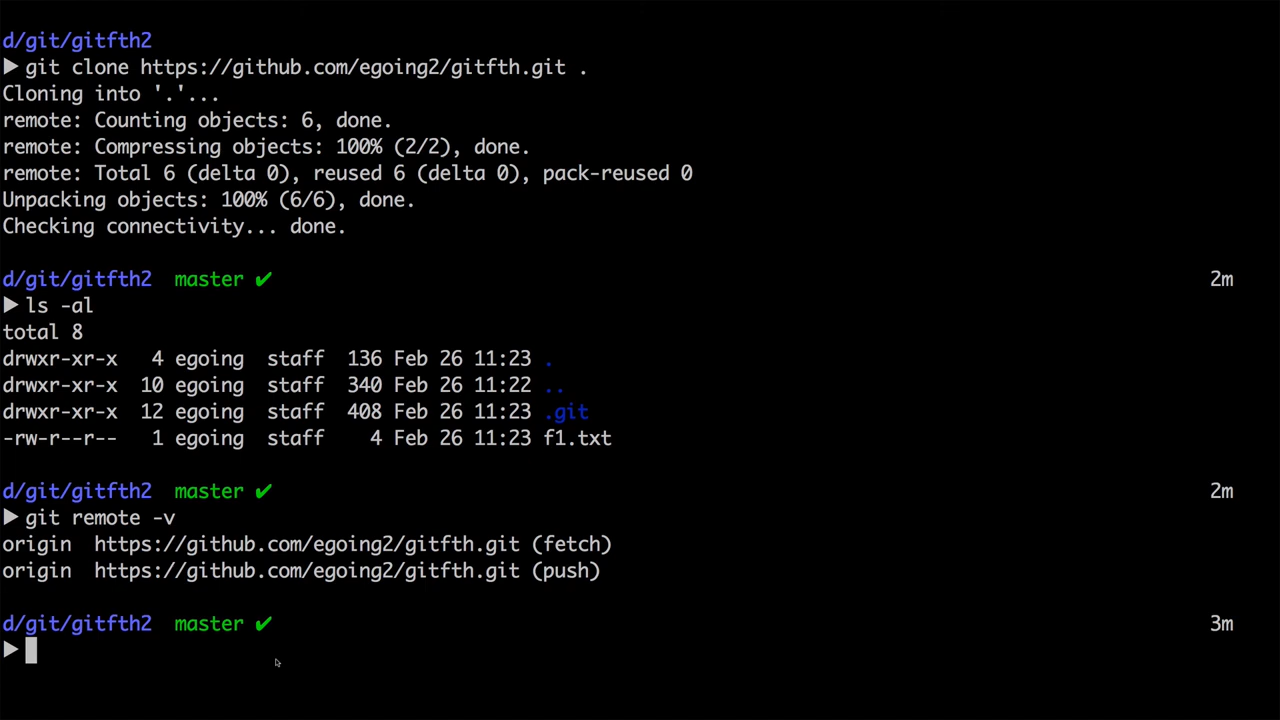 d/git/gitfth2
▶ git clone https://github.com/egoing2/gitfth.git .
Cloning into '.'...
remote: Counting objects: 6, done.
remote: Compressing objects: 100% (2/2), done.
remote: Total 6 (delta 0), reused 6 (delta 0), pack-reused 0
Unpacking objects: 100% (6/6), done.
Checking connectivity... done.
d/git/gitfth2  master ✔ 2m
▶ ls -al
total 8
drwxr-xr-x   4 egoing  staff  136 Feb 26 11:23 .
drwxr-xr-x  10 egoing  staff  340 Feb 26 11:22 ..
drwxr-xr-x  12 egoing  staff  408 Feb 26 11:23 .git
-rw-r--r--   1 egoing  staff    4 Feb 26 11:23 f1.txt
d/git/gitfth2  master ✔ 2m
▶ git remote -v
origin  https://github.com/egoing2/gitfth.git (fetch)
origin  https://github.com/egoing2/gitfth.git (push)
d/git/gitfth2  master ✔ 3m
▶